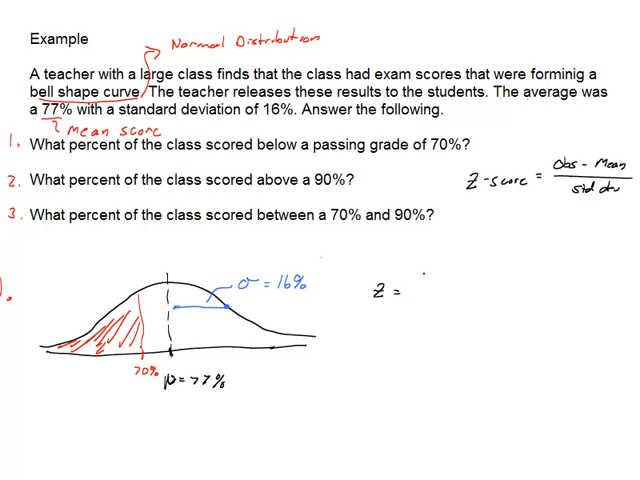 Example
Normal Distribution
A teacher with a large class finds that the class had exam scores that were forminig a
bell shape curve. The teacher releases these results to the students. The average was
a 77% with a standard deviation of 16%. Answer the following.
Mean score
1. What percent of the class scored below a passing grade of 70%?
2. What percent of the class scored above a 90%?
Z-score = Obs - Mean
std dv
3. What percent of the class scored between a 70% and 90%?
).
σ = 16%
Z =
70%
μ = 77%